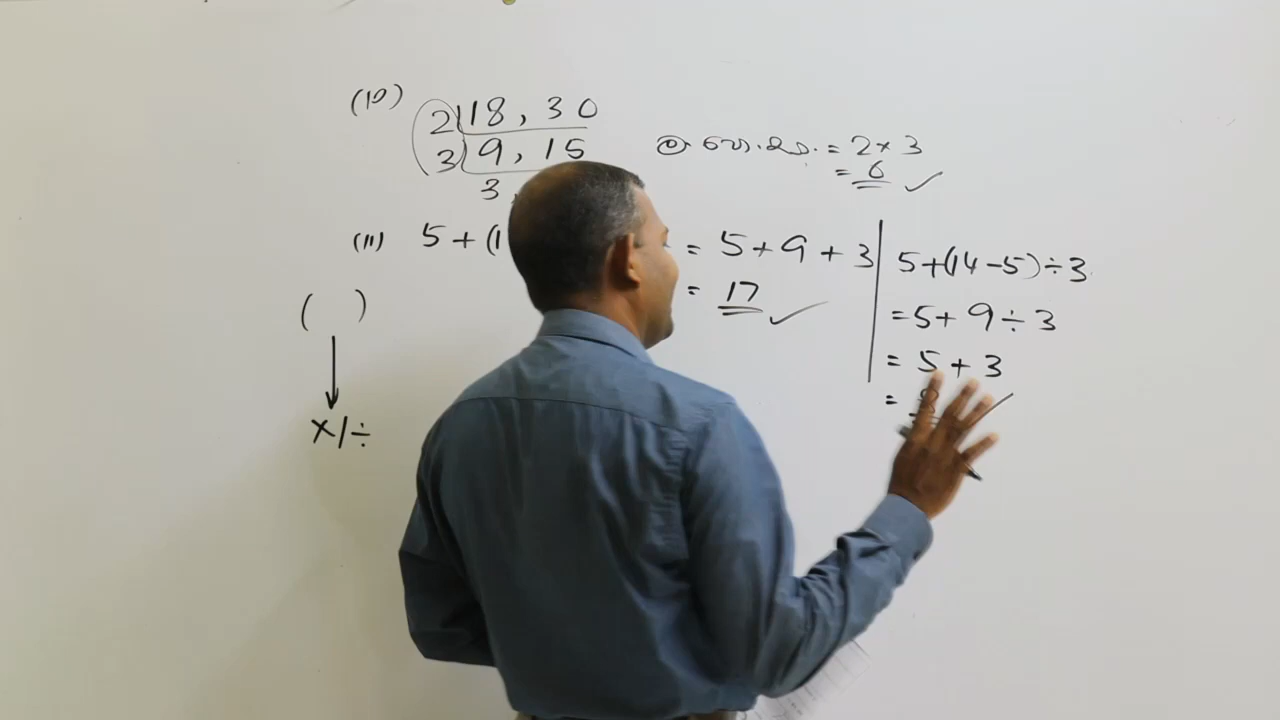 (10)
2 | 18, 30
3 | 9, 15
3
ම. පො. සා. = 2 × 3
= 6 ✓
(11) 5 + (1
= 5 + 9 + 3
= 17 ✓
( )
↓
×/÷
5 + (14 - 5) ÷ 3
= 5 + 9 ÷ 3
= 5 + 3
=